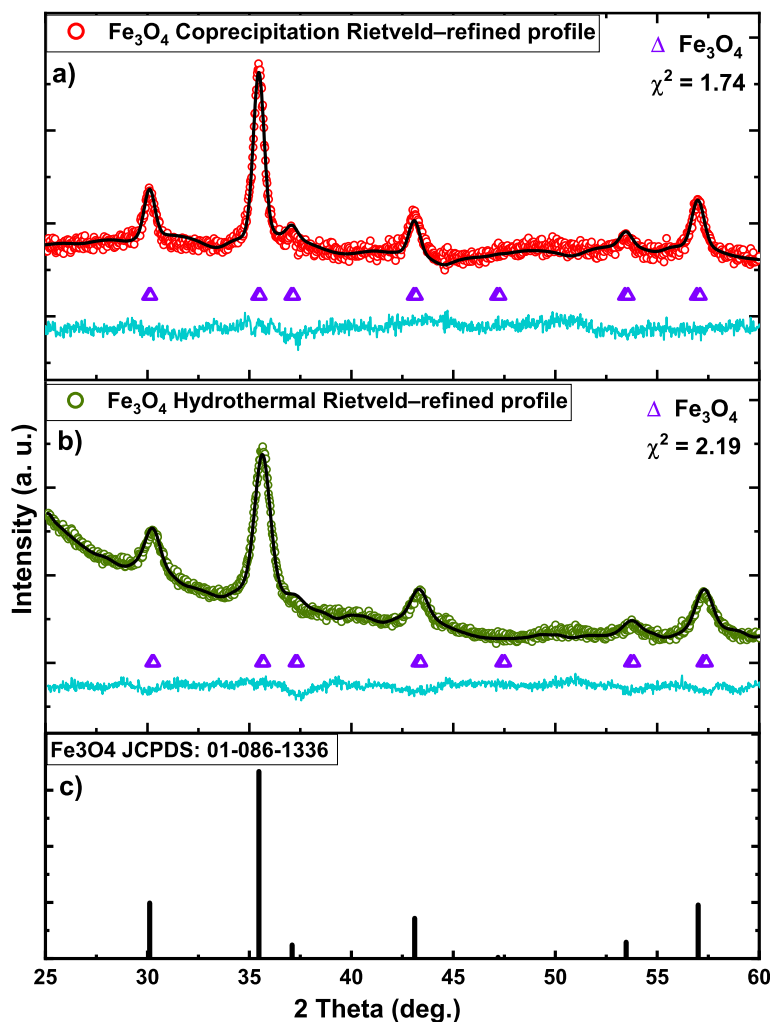 Fe₃O₄ Coprecipitation Rietveld–refined profile
a)
Δ Fe₃O₄
χ² = 1.74
Fe₃O₄ Hydrothermal Rietveld–refined profile
b)
Δ Fe₃O₄
χ² = 2.19
Intensity (a. u.)
Fe3O4 JCPDS: 01-086-1336
c)
25 30 35 40 45 50 55 60
2 Theta (deg.)